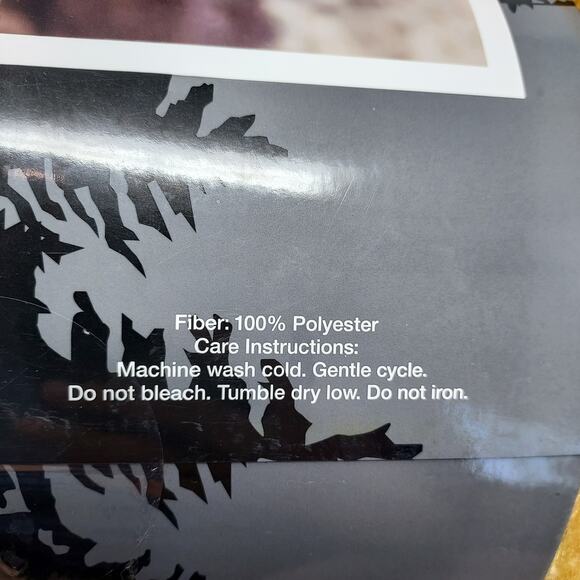 Fiber: 100% Polyester
Care Instructions:
Machine wash cold. Gentle cycle.
Do not bleach. Tumble dry low. Do not iron.